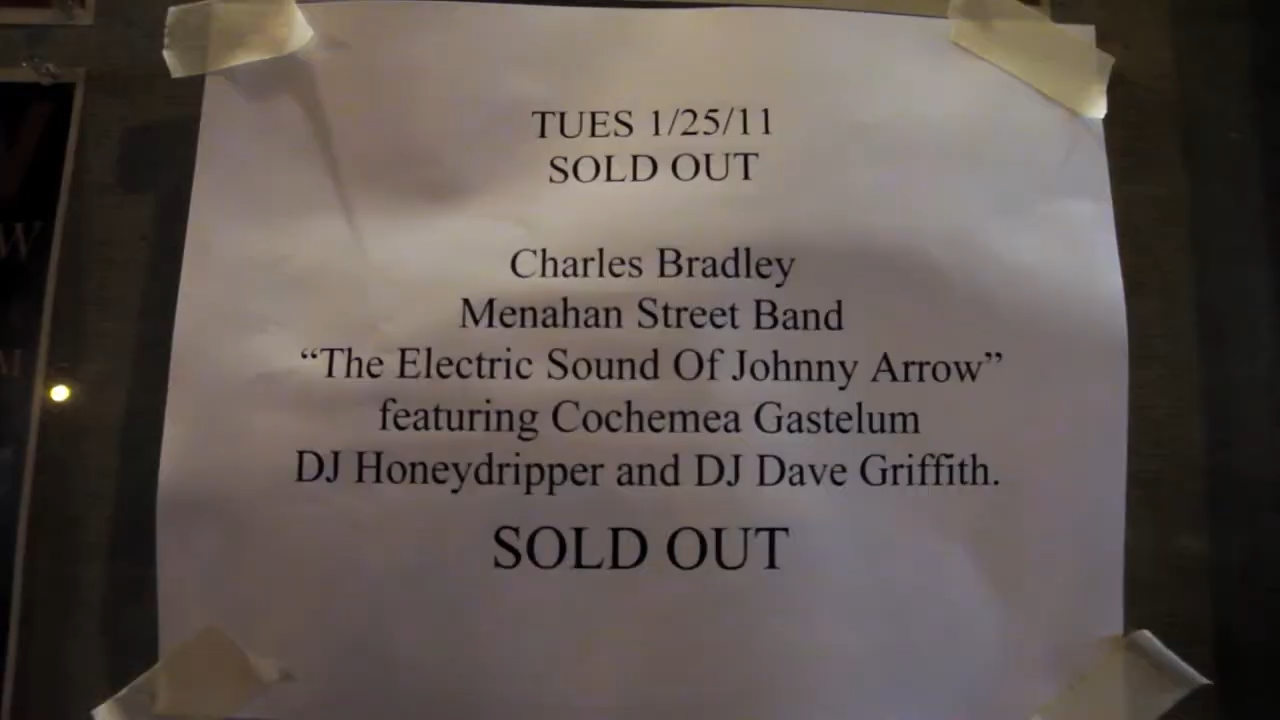 TUES 1/25/11
SOLD OUT
Charles Bradley
Menahan Street Band
“The Electric Sound Of Johnny Arrow”
featuring Cochemea Gastelum
DJ Honeydripper and DJ Dave Griffith.
SOLD OUT
W
M